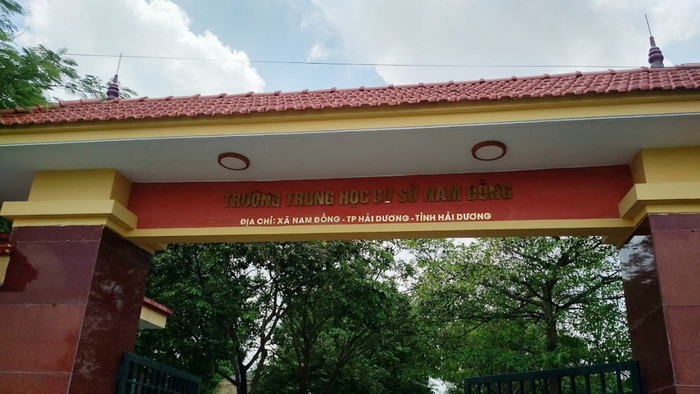 TRƯỜNG TRUNG HỌC CƠ SỞ NAM ĐỒNG
ĐỊA CHỈ: XÃ NAM ĐỒNG - TP HẢI DƯƠNG - TỈNH HẢI DƯƠNG